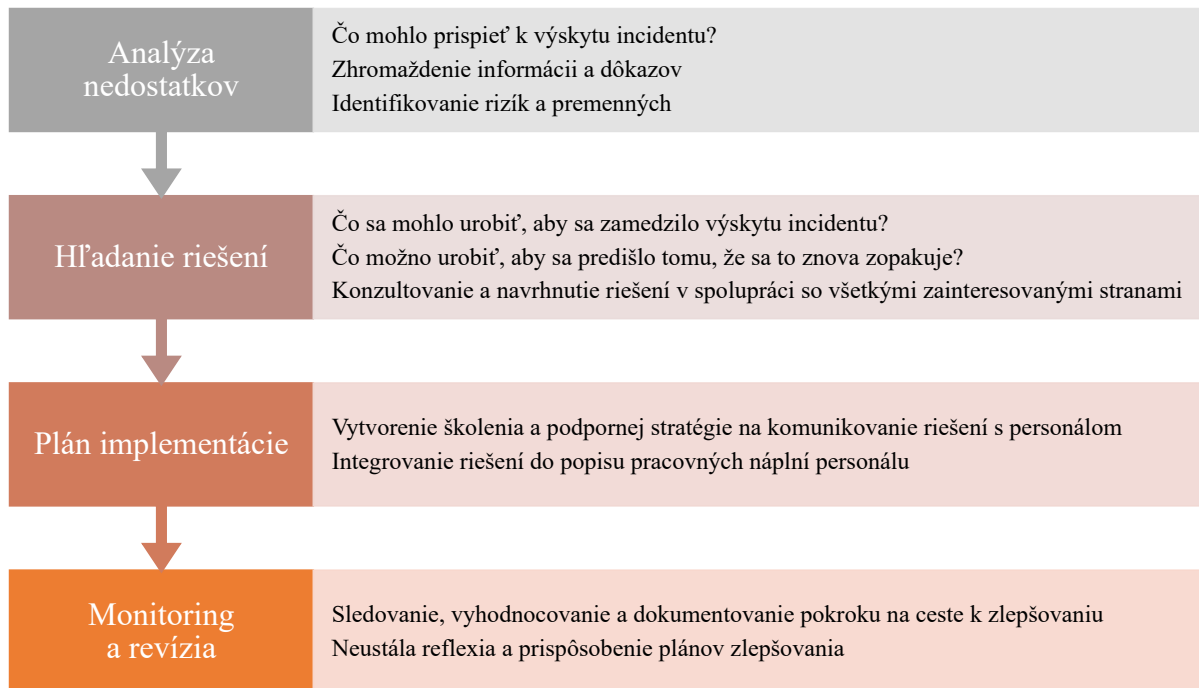 Analýza
nedostatkov
Čo mohlo prispieť k výskytu incidentu?
Zhromaždenie informácii a dôkazov
Identifikovanie rizík a premenných
Hľadanie riešení
Čo sa mohlo urobiť, aby sa zamedzilo výskytu incidentu?
Čo možno urobiť, aby sa predišlo tomu, že sa to znova zopakuje?
Konzultovanie a navrhnutie riešení v spolupráci so všetkými zainteresovanými stranami
Plán implementácie
Vytvorenie školenia a podpornej stratégie na komunikovanie riešení s personálom
Integrovanie riešení do popisu pracovných náplní personálu
Monitoring
a revízia
Sledovanie, vyhodnocovanie a dokumentovanie pokroku na ceste k zlepšovaniu
Neustála reflexia a prispôsobenie plánov zlepšovania